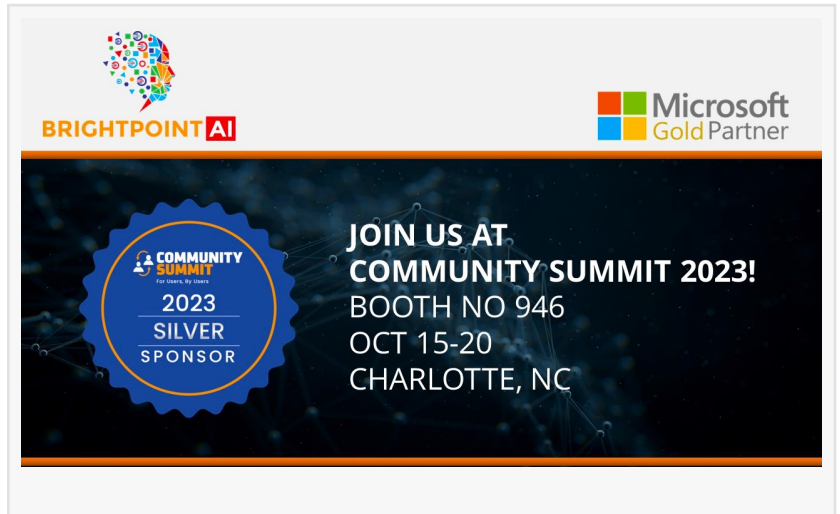 BRIGHTPOINT AI
Microsoft
Gold Partner
COMMUNITY
SUMMIT
For Users, By Users
2023
SILVER
SPONSOR
JOIN US AT
COMMUNITY SUMMIT 2023!
BOOTH NO 946
OCT 15-20
CHARLOTTE, NC